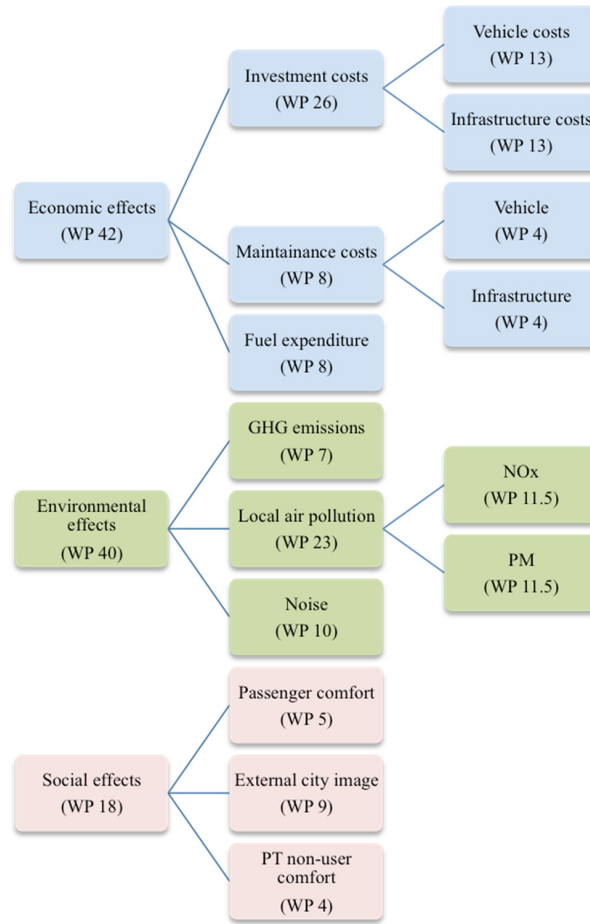 Economic effects
(WP 42)
Investment costs
(WP 26)
Vehicle costs
(WP 13)
Infrastructure costs
(WP 13)
Maintainance costs
(WP 8)
Vehicle
(WP 4)
Infrastructure
(WP 4)
Fuel expenditure
(WP 8)
Environmental
effects
(WP 40)
GHG emissions
(WP 7)
Local air pollution
(WP 23)
NOx
(WP 11.5)
PM
(WP 11.5)
Noise
(WP 10)
Social effects
(WP 18)
Passenger comfort
(WP 5)
External city image
(WP 9)
PT non-user
comfort
(WP 4)